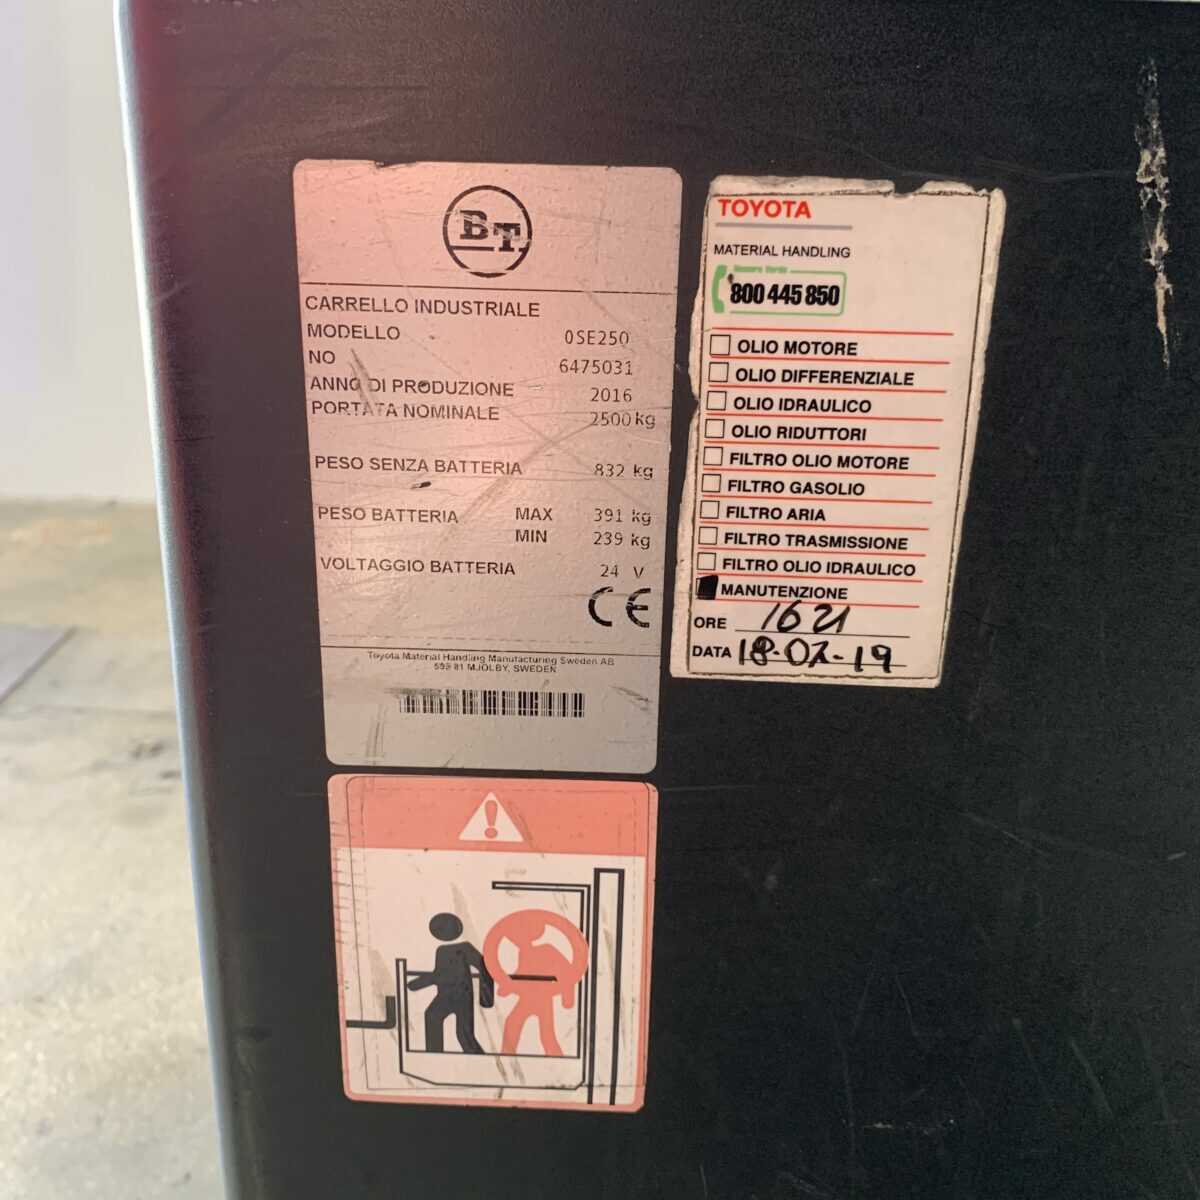 BT
CARRELLO INDUSTRIALE
MODELLO OSE250
NO 6475031
ANNO DI PRODUZIONE 2016
PORTATA NOMINALE 2500 kg
PESO SENZA BATTERIA 832 kg
PESO BATTERIA MAX 391 kg
MIN 239 kg
VOLTAGGIO BATTERIA 24 V
CE
Toyota Material Handling Manufacturing Sweden AB
595 81 MJÖLBY, SWEDEN
TOYOTA
MATERIAL HANDLING
Numero Verde
800 445 850
OLIO MOTORE
OLIO DIFFERENZIALE
OLIO IDRAULICO
OLIO RIDUTTORI
FILTRO OLIO MOTORE
FILTRO GASOLIO
FILTRO ARIA
FILTRO TRASMISSIONE
FILTRO OLIO IDRAULICO
MANUTENZIONE
ORE 1621
DATA 18-02-19